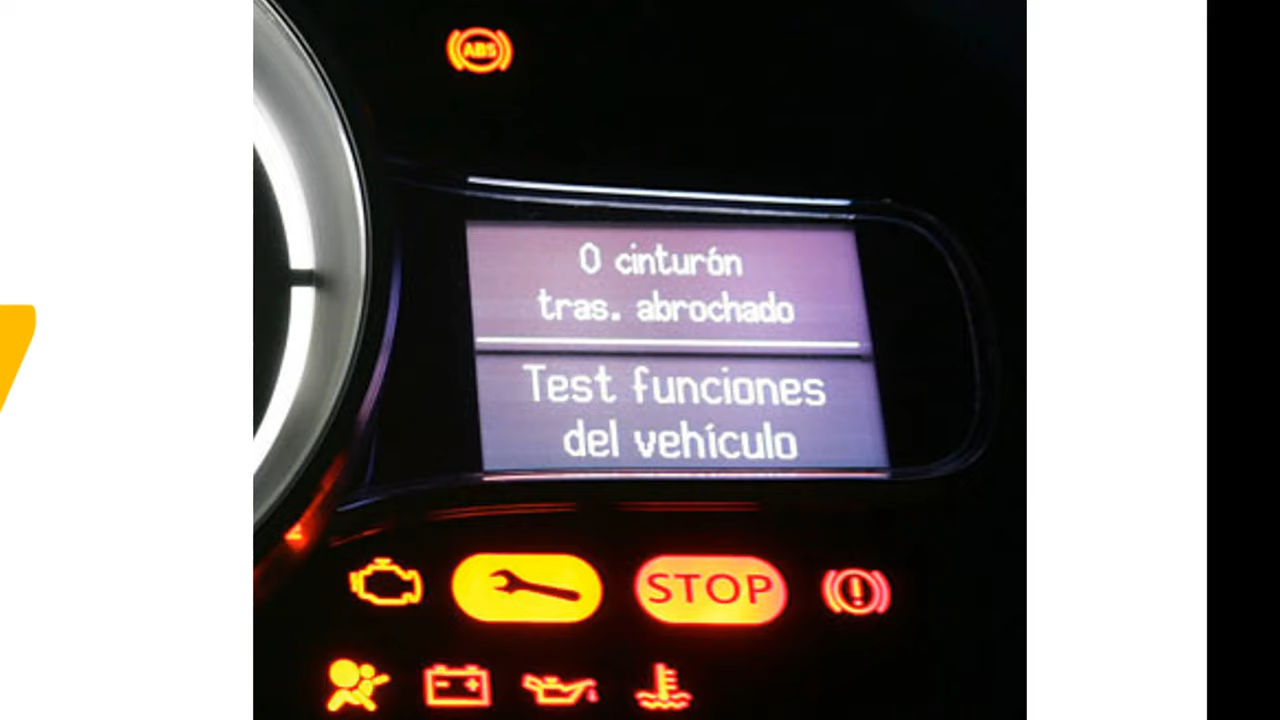 ABS
0 cinturón
tras. abrochado
Test funciones
del vehículo
STOP